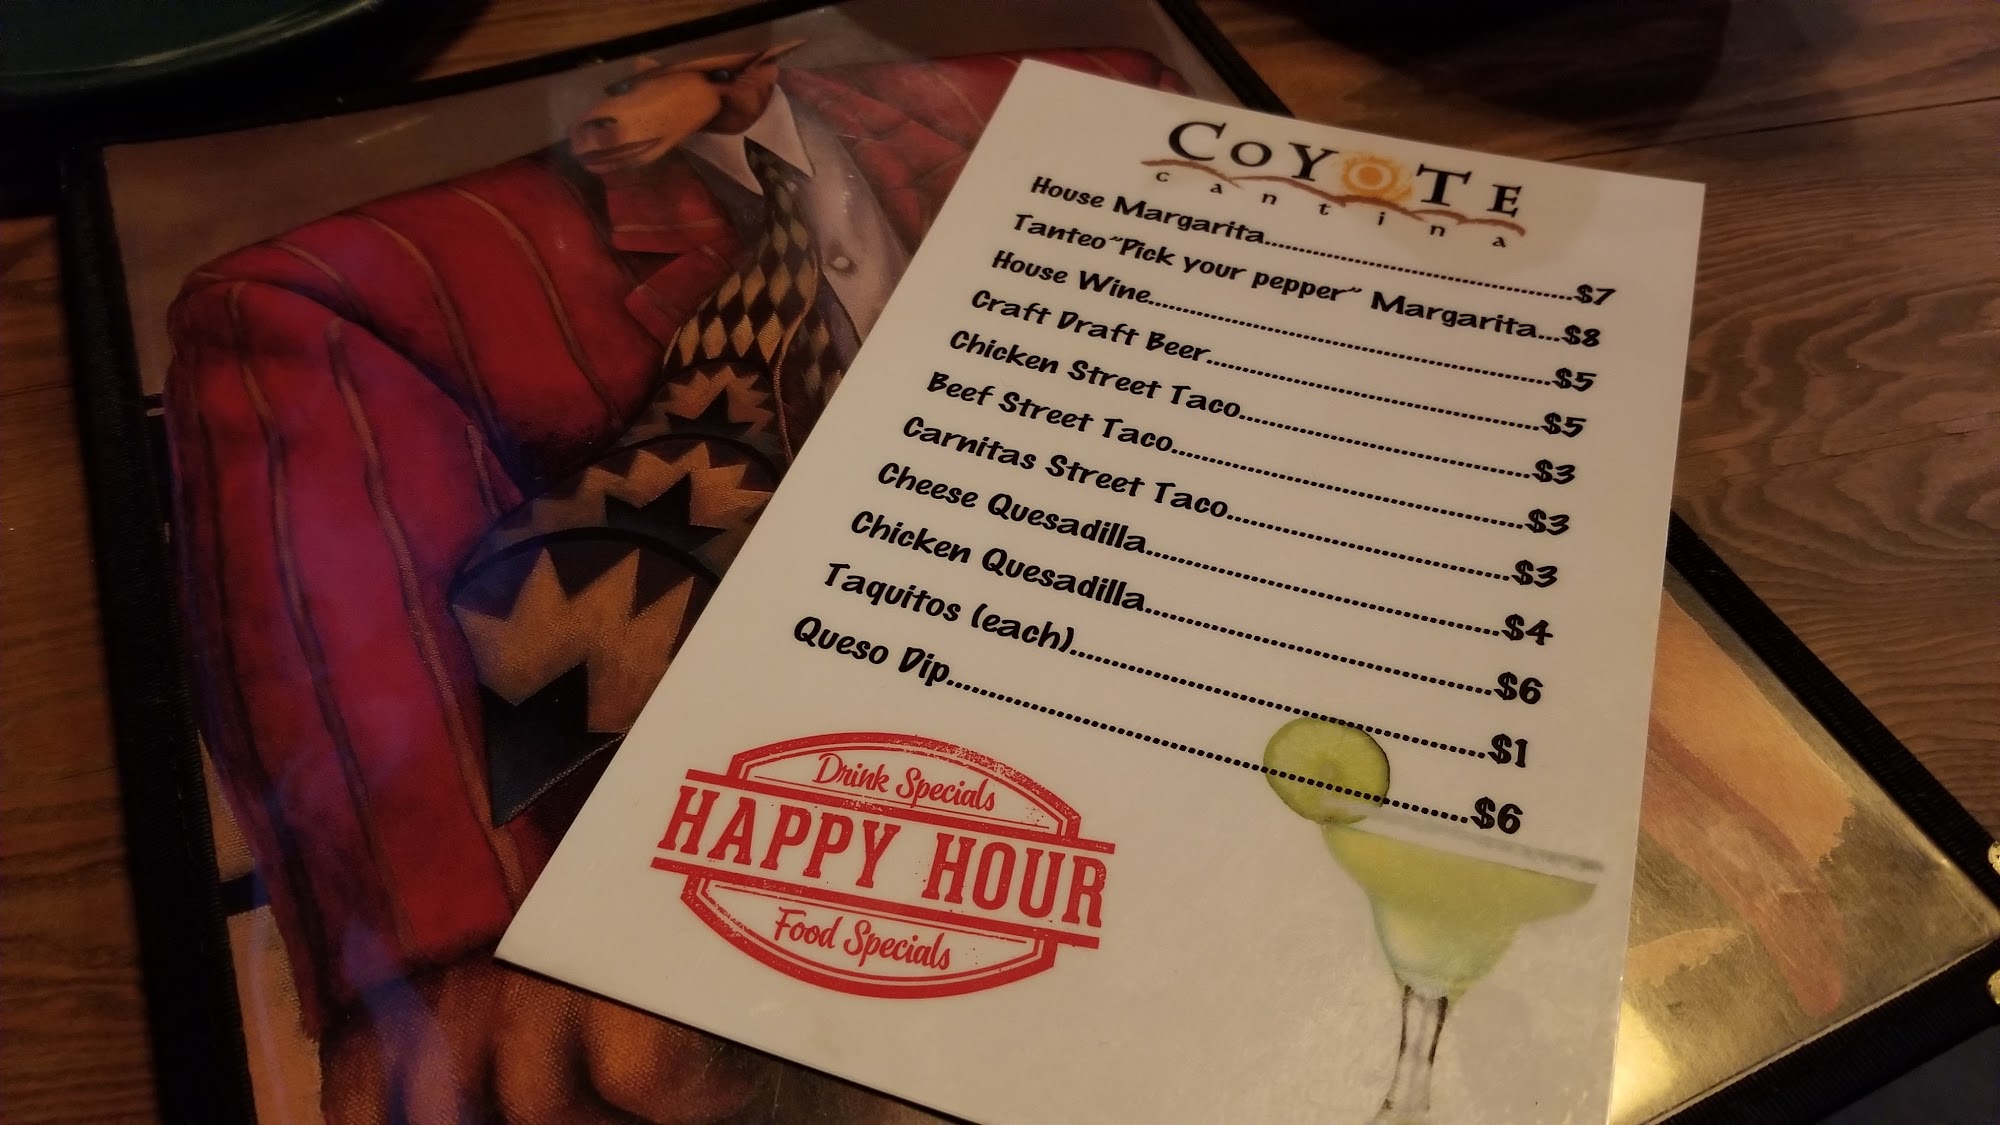 COYOTE
cantina
House Margarita..............................$7
Tanteo "Pick your pepper" Margarita...$8
House Wine..............................$5
Craft Draft Beer..............................$5
Chicken Street Taco..............................$3
Beef Street Taco..............................$3
Carnitas Street Taco..............................$3
Cheese Quesadilla..............................$4
Chicken Quesadilla..............................$6
Taquitos (each)..............................$1
Queso Dip..............................$6
Drink Specials
HAPPY HOUR
Food Specials